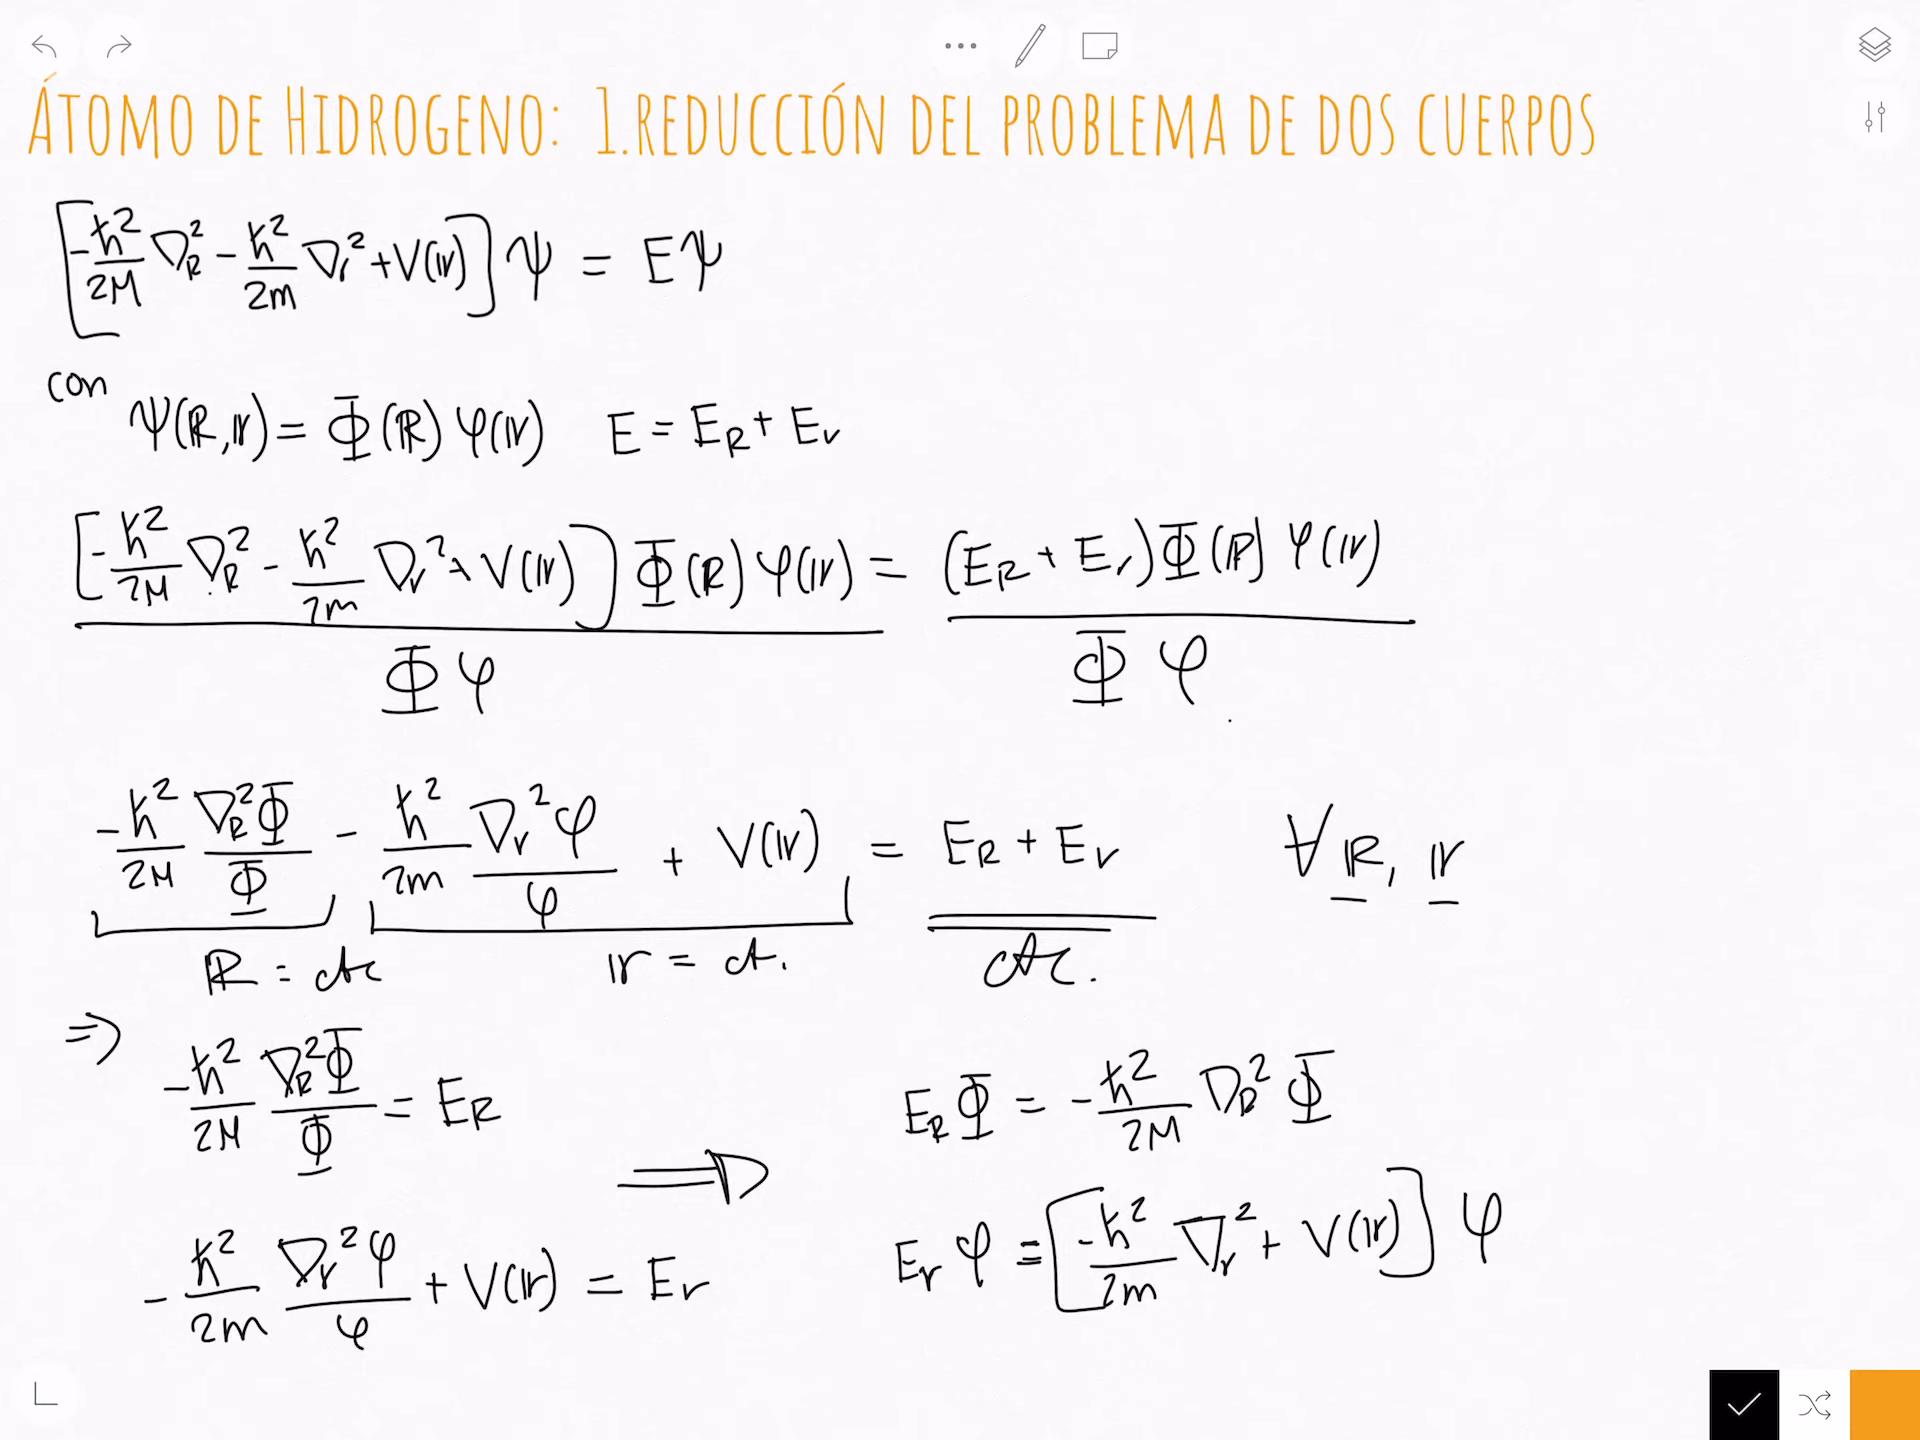 ÁTOMO DE HIDROGENO: 1.REDUCCIÓN DEL PROBLEMA DE DOS CUERPOS
[-ħ²/2M ∇_R² - ħ²/2m ∇_r² + V(𝐫)] Ψ = EΨ
con
Ψ(ℝ,𝐫) = Φ(ℝ) φ(𝐫) E = E_R + E_r
[-ħ²/2M ∇_R² - ħ²/2m ∇_r² + V(𝐫)] Φ(ℝ) φ(𝐫) = (E_R + E_r) Φ(ℝ) φ(𝐫)
Φ φ Φ φ
-ħ²/2M ∇_R²Φ/Φ - ħ²/2m ∇_r²φ/φ + V(𝐫) = E_R + E_r ∀ ℝ, 𝐫
ℝ = cte 𝐫 = ct. cte.
⇒
-ħ²/2M ∇_R²Φ/Φ = E_R
⇒
E_R Φ = -ħ²/2M ∇_R² Φ
-ħ²/2m ∇_r²φ/φ + V(𝐫) = E_r
E_r φ = [-ħ²/2m ∇_r² + V(𝐫)] φ